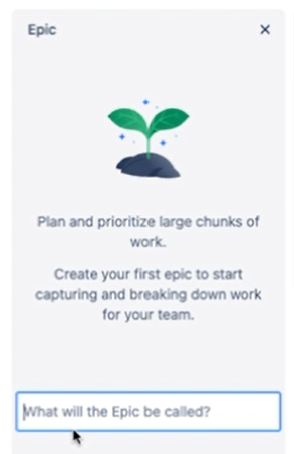 Epic
Plan and prioritize large chunks of
work.
Create your first epic to start
capturing and breaking down work
for your team.
What will the Epic be called?